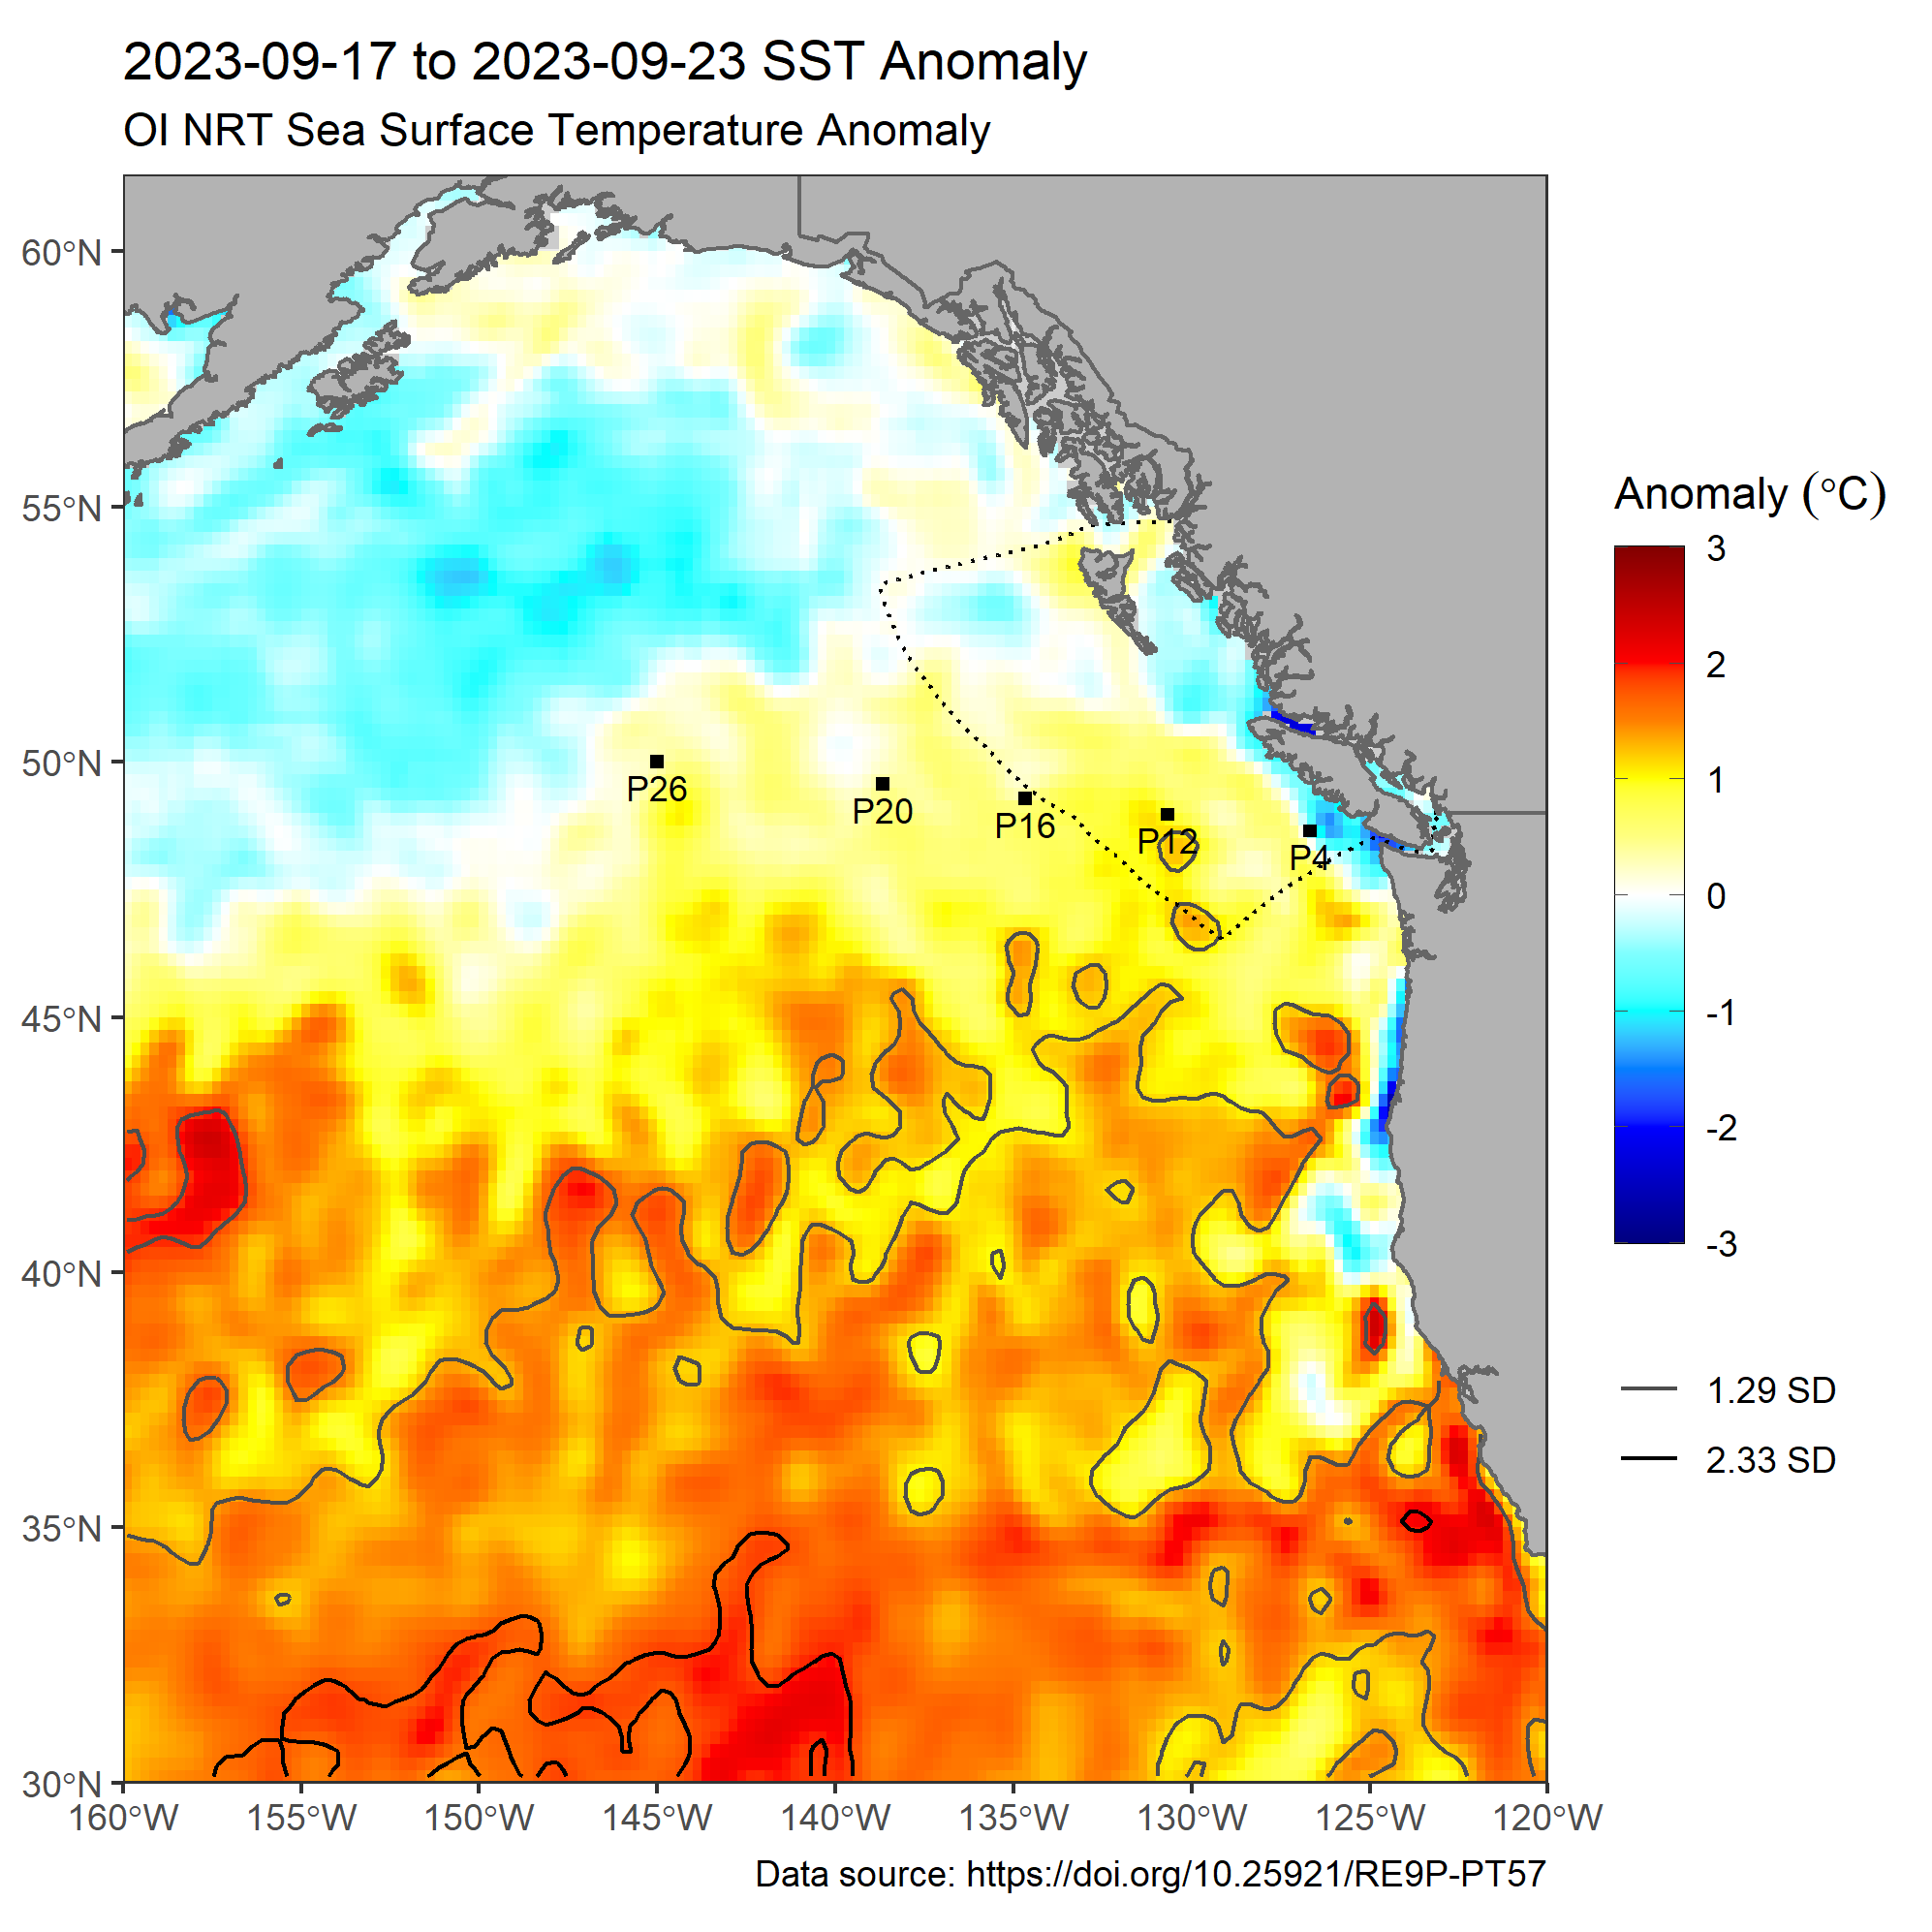 2023-09-17 to 2023-09-23 SST Anomaly
OI NRT Sea Surface Temperature Anomaly
60°N
55°N
50°N
45°N
40°N
35°N
30°N
P26
P20
P16
P12
P4
160°W
155°W
150°W
145°W
140°W
135°W
130°W
125°W
120°W
Anomaly (°C)
3
2
1
0
-1
-2
-3
1.29 SD
2.33 SD
Data source: https://doi.org/10.25921/RE9P-PT57